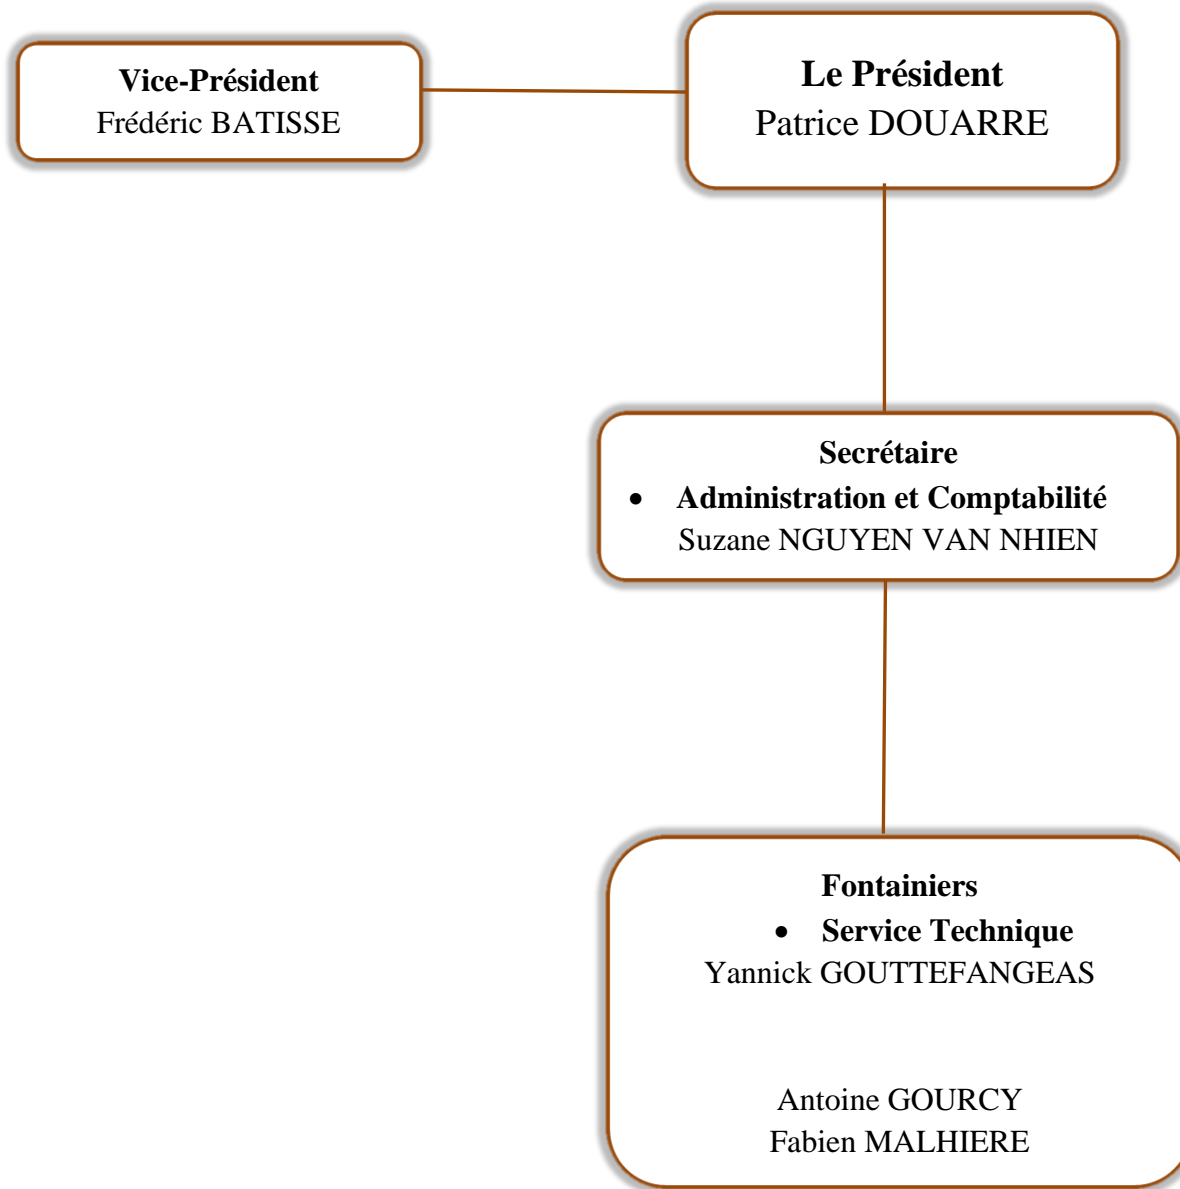 Vice-Président
Frédéric BATISSE
Le Président
Patrice DOUARRE
Secrétaire
• Administration et Comptabilité
Suzane NGUYEN VAN NHIEN
Fontainiers
• Service Technique
Yannick GOUTTEFANGEAS
Antoine GOURCY
Fabien MALHIERE